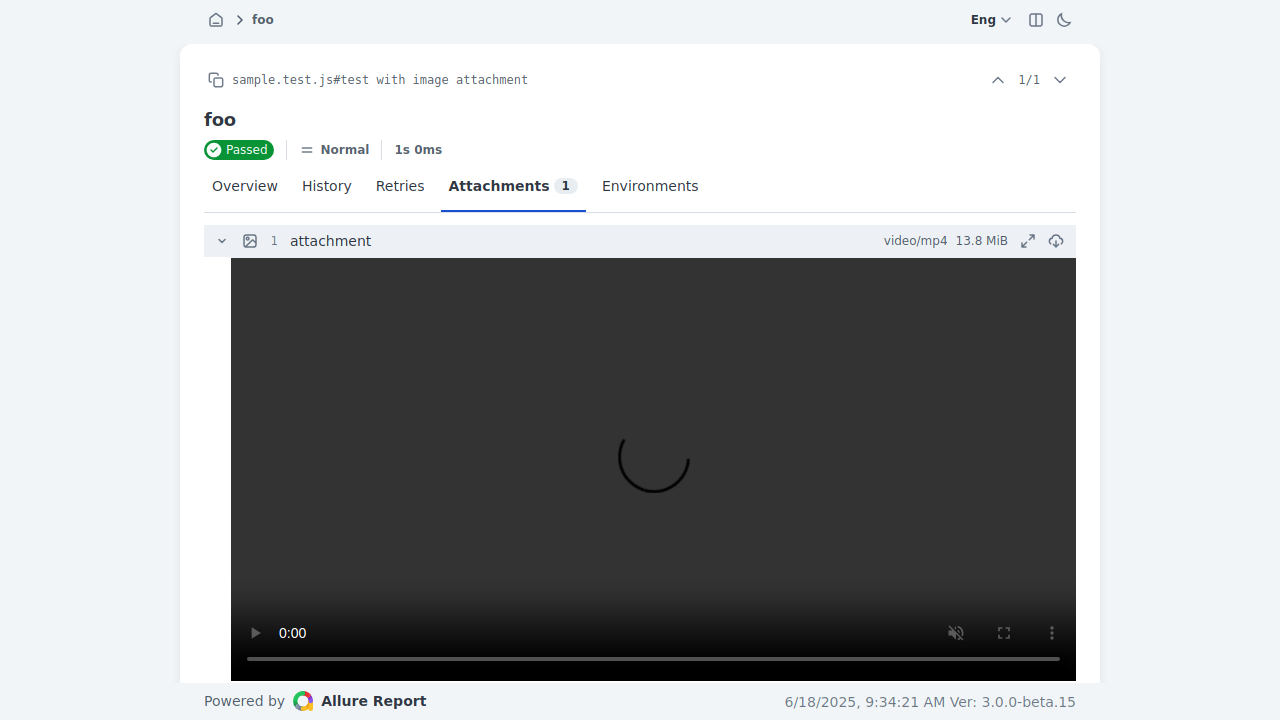 foo
Eng
sample.test.js#test with image attachment
1/1
foo
Passed
Normal
1s 0ms
Overview
History
Retries
Attachments 1
Environments
1 attachment
video/mp4 13.8 MiB
0:00
Powered by Allure Report
6/18/2025, 9:34:21 AM Ver: 3.0.0-beta.15